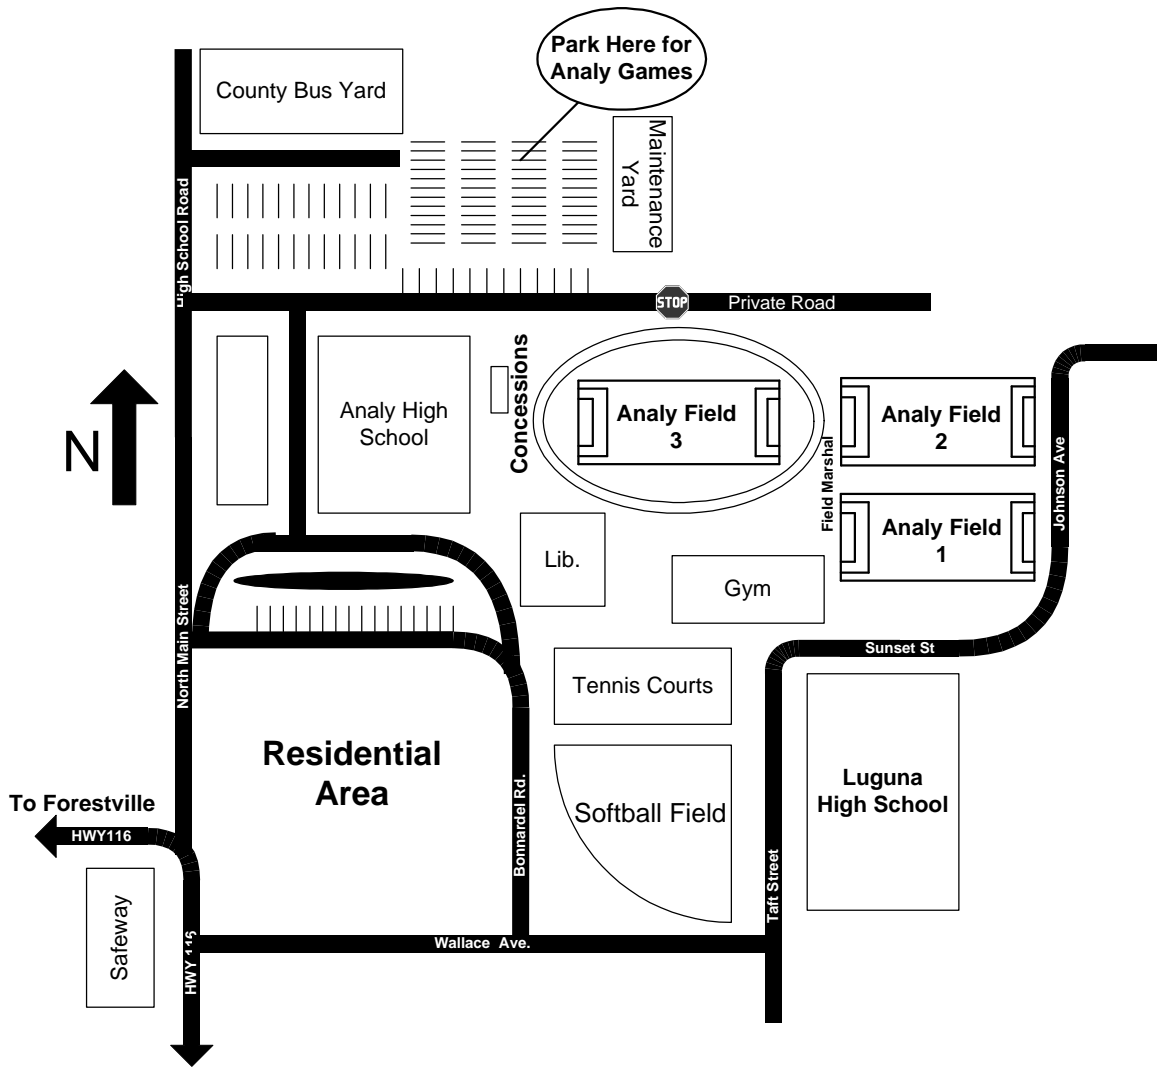 Park Here for
Analy Games
County Bus Yard
Maintenance
Yard
High School Road
STOP
Private Road
Concessions
Analy High
School
Analy Field
3
Analy Field
2
Field Marshal
Analy Field
1
Johnson Ave
N
Lib.
Gym
North Main Street
Sunset St
Tennis Courts
Residential
Area
Luguna
High School
Softball Field
Bonnardel Rd.
Taft Street
To Forestville
HWY116
Safeway
HWY 116
Wallace Ave.